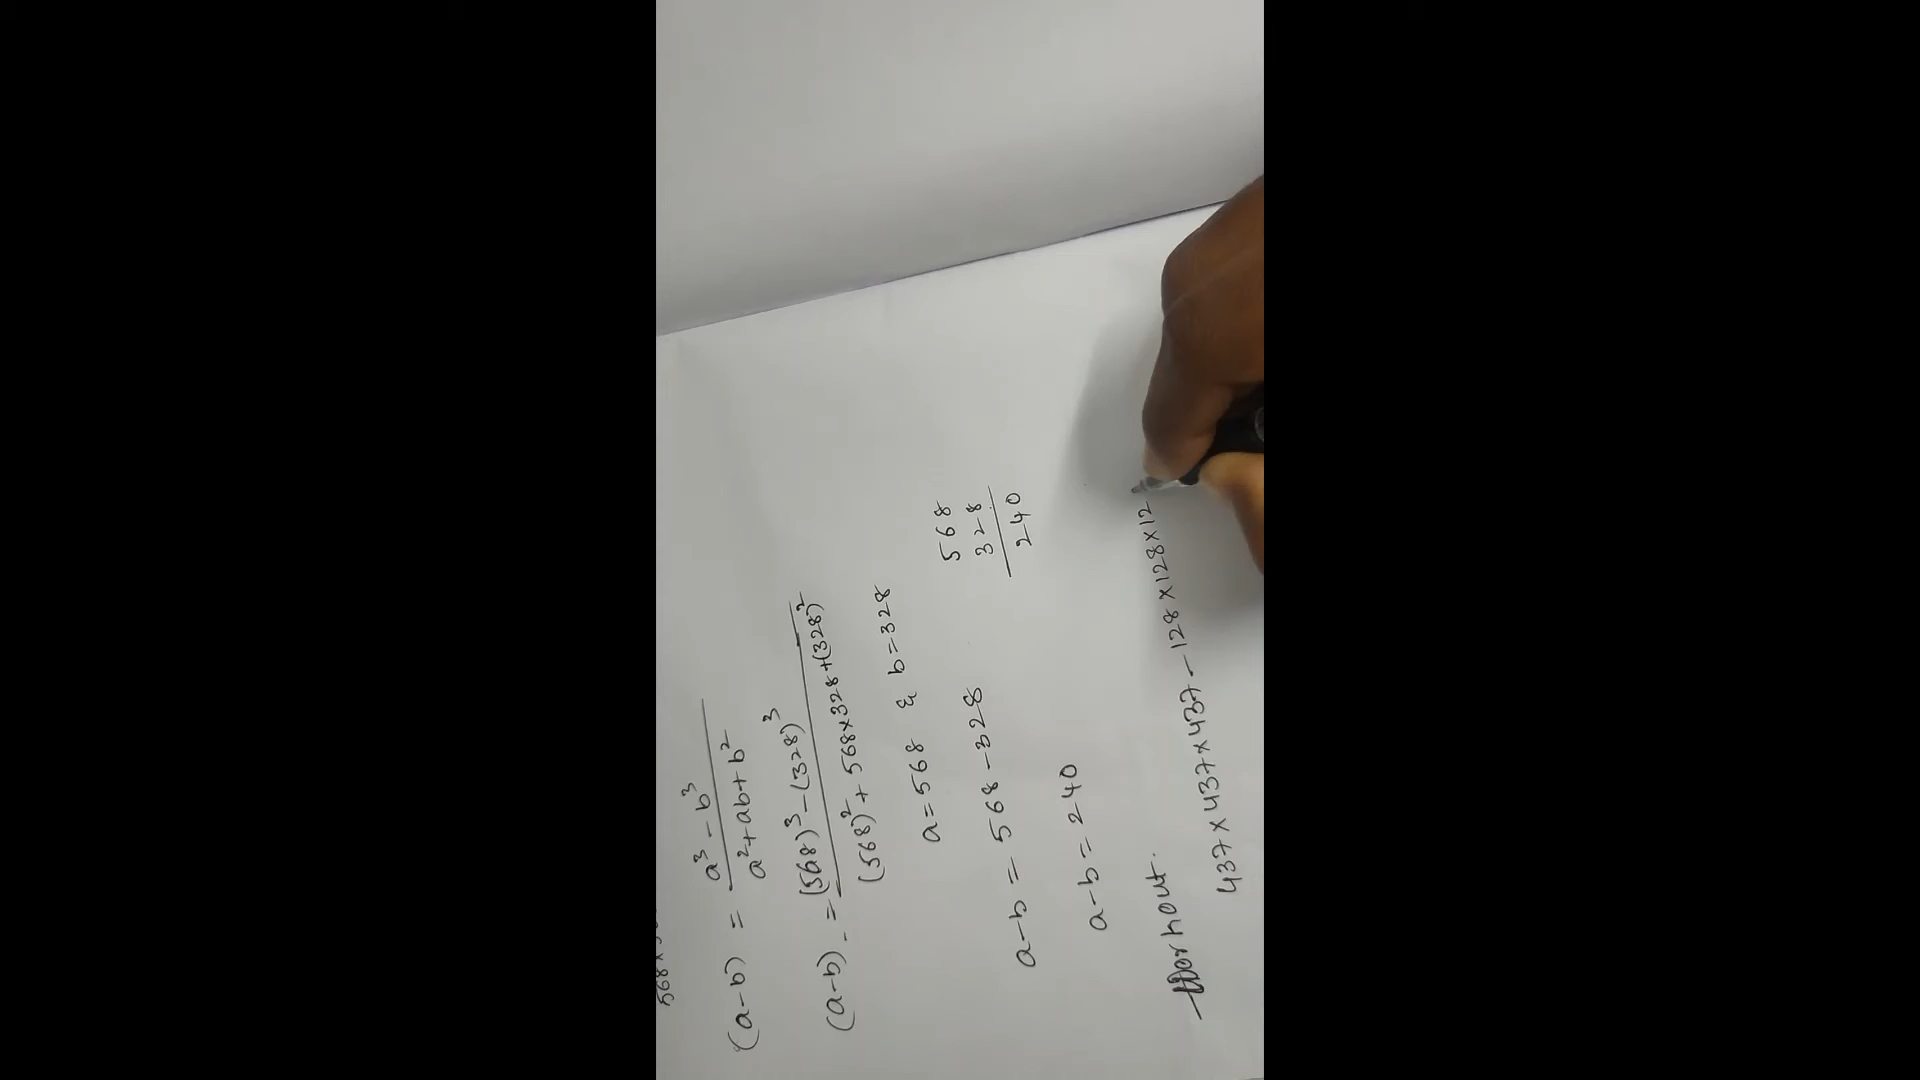 568×
(a-b) = a³ - b³
a²+ab+b²
(a-b) = (568)³-(328)³
(568)²+568×328+(328)²
a=568 & b=328
a-b = 568-328
568
328
240
a-b = 240
Workout.
437×437×437-128×128×12